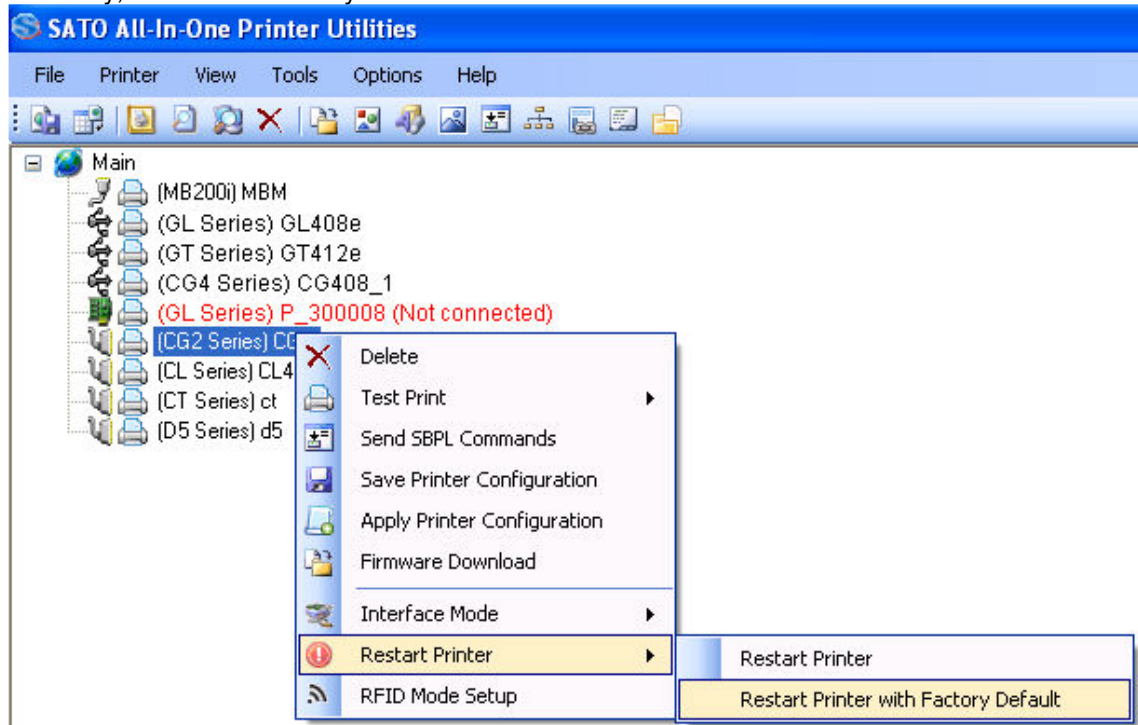 SATO All-In-One Printer Utilities
File Printer View Tools Options Help
Main
(MB200i) MBM
(GL Series) GL408e
(GT Series) GT412e
(CG4 Series) CG408_1
(GL Series) P_300008 (Not connected)
(CG2 Series)
(CL Series) CL4
(CT Series) ct
(D5 Series) d5
Delete
Test Print
Send SBPL Commands
Save Printer Configuration
Apply Printer Configuration
Firmware Download
Interface Mode
Restart Printer
RFID Mode Setup
Restart Printer
Restart Printer with Factory Default